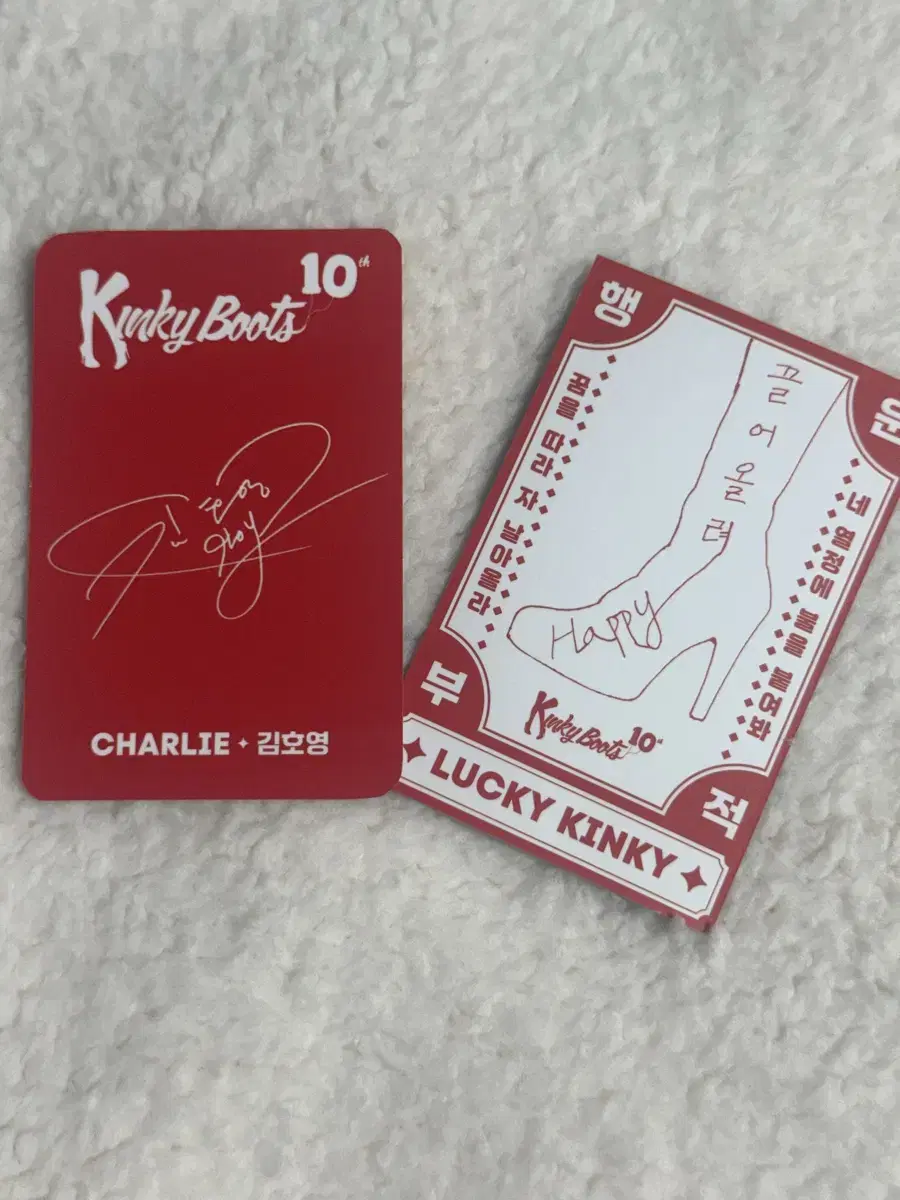 Kinky Boots 10th
김호영
Hoy
CHARLIE ✦ 김호영
행 운
꿈을 따라 자 날아올라
끌
어
올
려
Happy
네 열정에 불을 붙여봐
Kinky Boots 10th
부 적
✦ LUCKY KINKY ✦